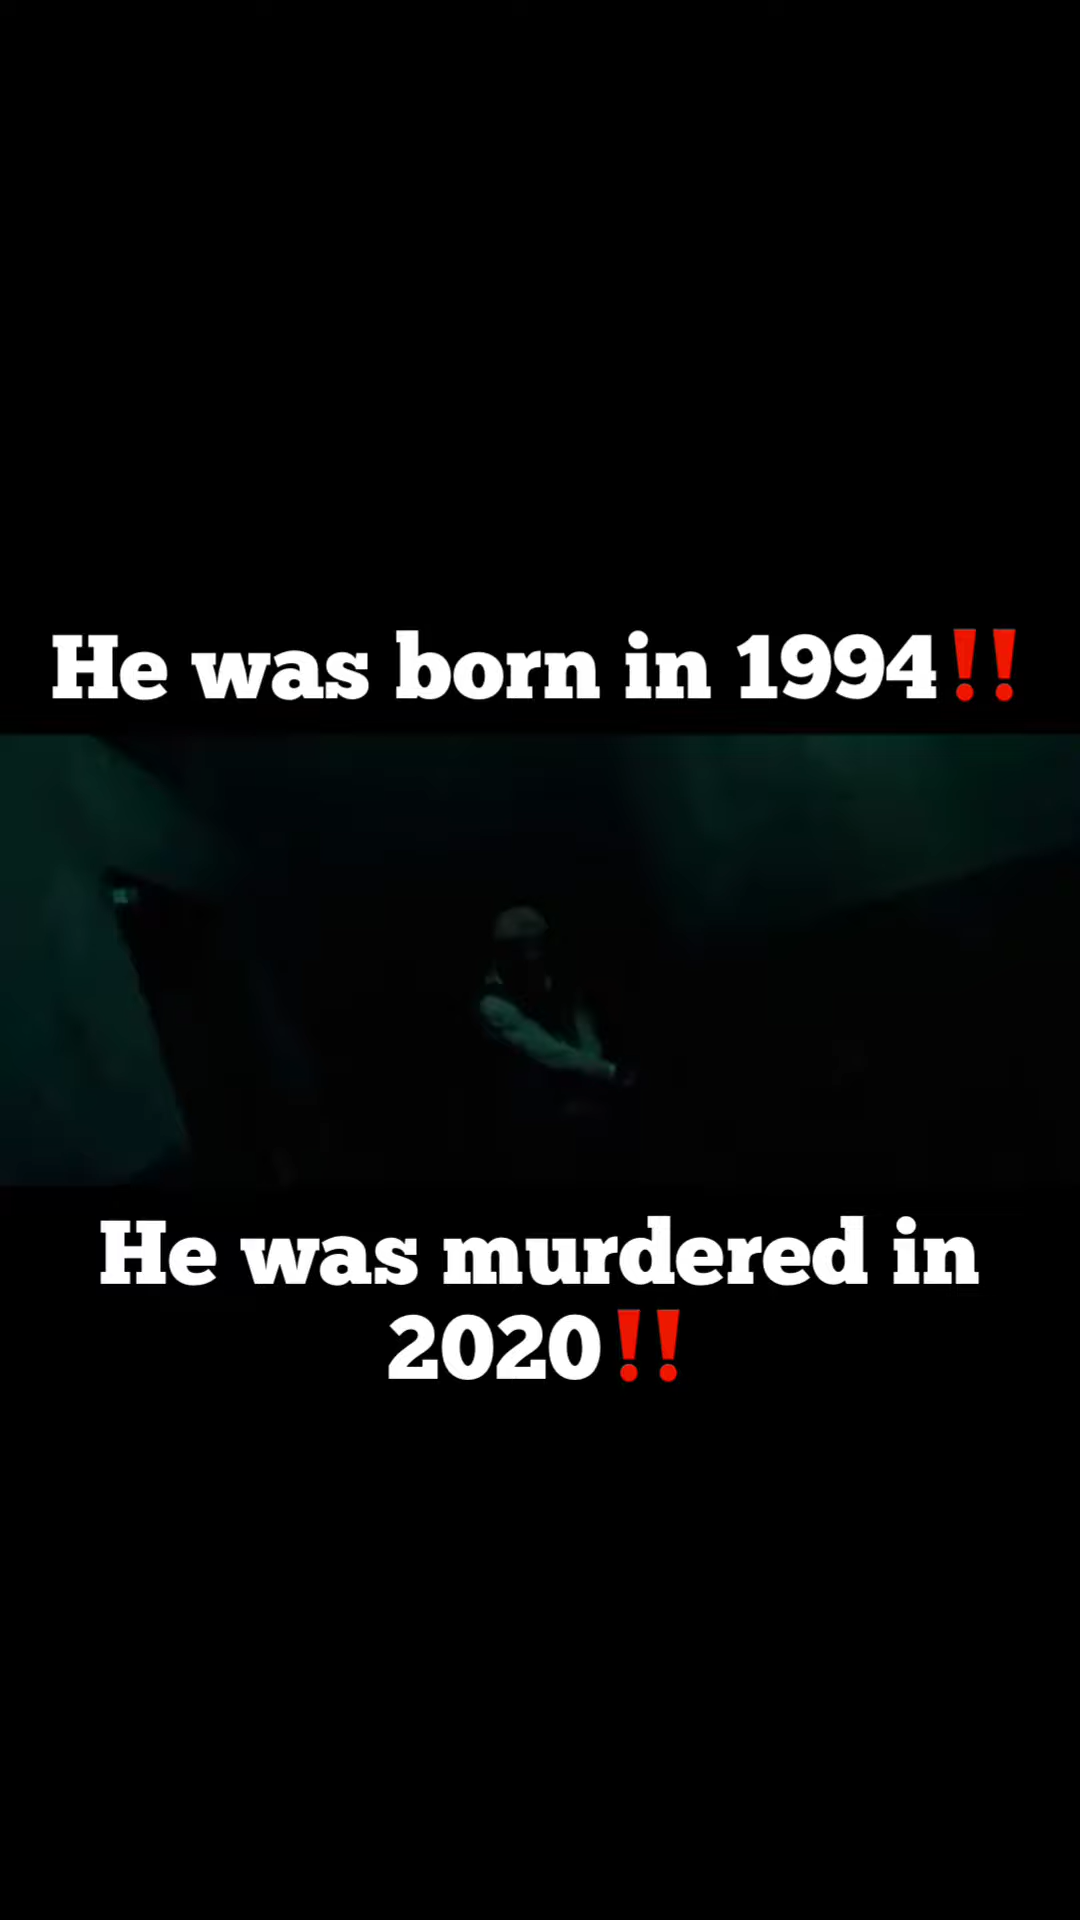 He was born in 1994‼️
He was murdered in
2020‼️